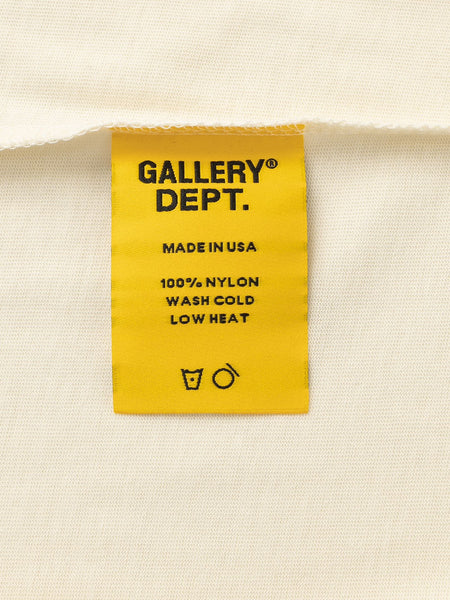 GALLERY®
DEPT.
MADE IN USA
100% NYLON
WASH COLD
LOW HEAT